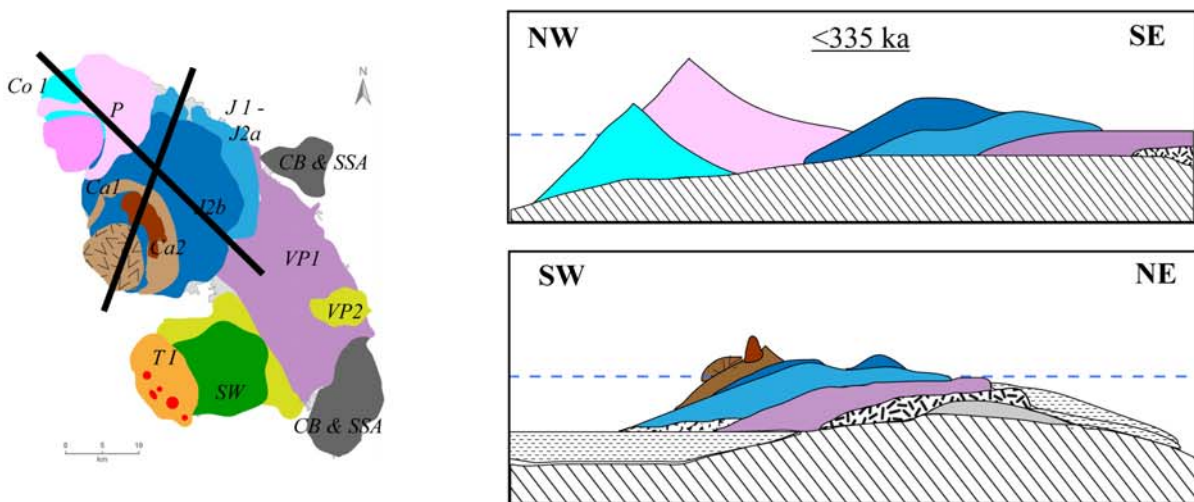 Co 1
P
N
J 1 -
J2a
CB & SSA
Ca1
J2b
Ca2
VP1
VP2
T I
SW
CB & SSA
0 5 10
km
NW
<335 ka
SE
SW
NE